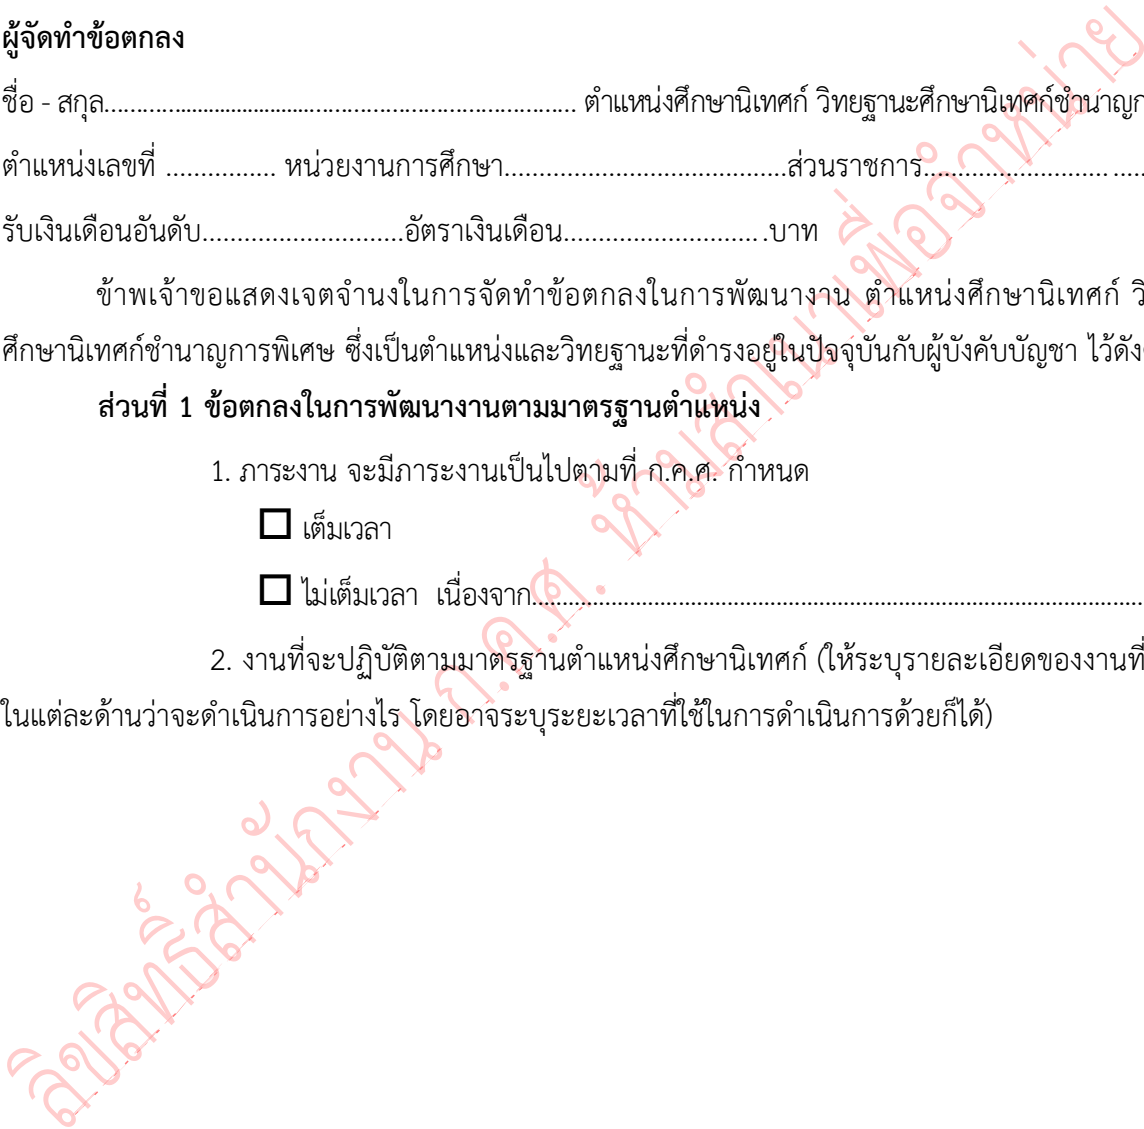 ผู้จัดทำข้อตกลง
ชื่อ - สกุล........................................................................ ตำแหน่งศึกษานิเทศก์ วิทยฐานะศึกษานิเทศก์ชำนาญก
ตำแหน่งเลขที่ ................ หน่วยงานการศึกษา.........................................ส่วนราชการ................................
รับเงินเดือนอันดับ.............................อัตราเงินเดือน.............................บาท
ข้าพเจ้าขอแสดงเจตจำนงในการจัดทำข้อตกลงในการพัฒนางาน ตำแหน่งศึกษานิเทศก์ วิ
ศึกษานิเทศก์ชำนาญการพิเศษ ซึ่งเป็นตำแหน่งและวิทยฐานะที่ดำรงอยู่ในปัจจุบันกับผู้บังคับบัญชา ไว้ดัง
ส่วนที่ 1 ข้อตกลงในการพัฒนางานตามมาตรฐานตำแหน่ง
1. ภาระงาน จะมีภาระงานเป็นไปตามที่ ก.ค.ศ. กำหนด
☐ เต็มเวลา
☐ ไม่เต็มเวลา เนื่องจาก..........................................................................................
2. งานที่จะปฏิบัติตามมาตรฐานตำแหน่งศึกษานิเทศก์ (ให้ระบุรายละเอียดของงานที่
ในแต่ละด้านว่าจะดำเนินการอย่างไร โดยอาจระบุระยะเวลาที่ใช้ในการดำเนินการด้วยก็ได้)
ลิขสิทธิ์สำนักงาน ก.ค.ศ. ห้ามสำเนาเพื่อจำหน่าย